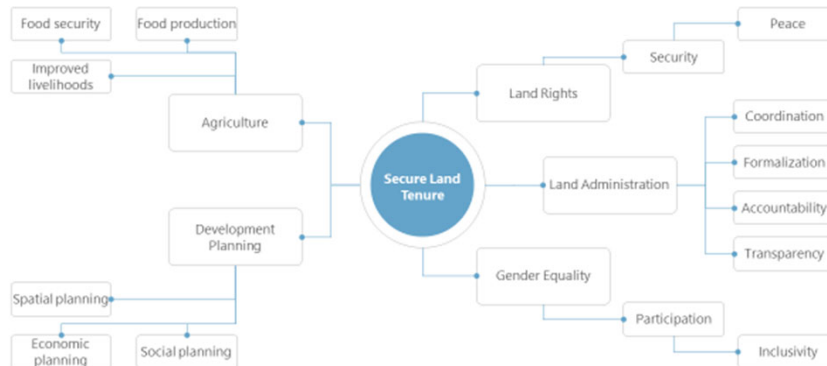 Food security
Food production
Peace
Improved
livelihoods
Security
Land Rights
Agriculture
Coordination
Formalization
Secure Land
Tenure
Land Administration
Accountability
Development
Planning
Transparency
Gender Equality
Spatial planning
Participation
Economic
planning
Social planning
Inclusivity